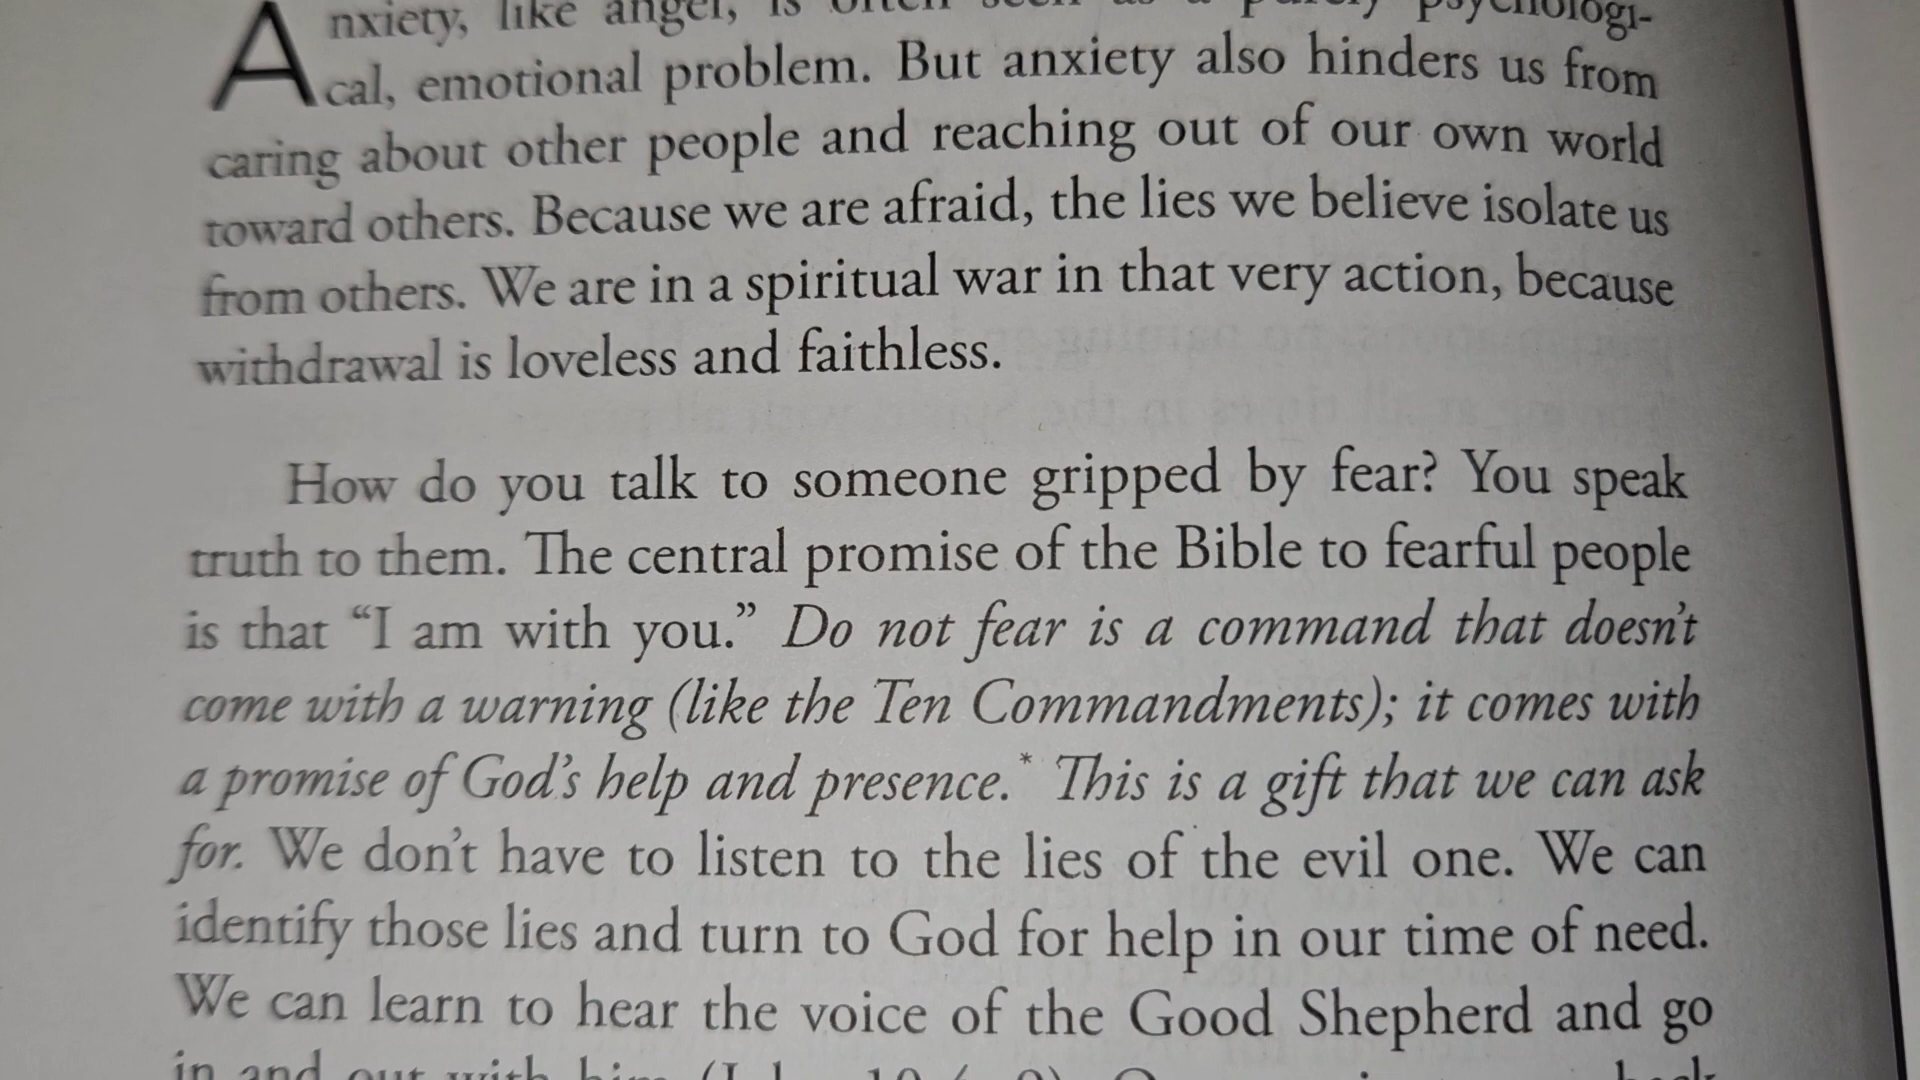 Anxiety, like anger, is often seen as a purely psychologi-
cal, emotional problem. But anxiety also hinders us from
caring about other people and reaching out of our own world
toward others. Because we are afraid, the lies we believe isolate us
from others. We are in a spiritual war in that very action, because
withdrawal is loveless and faithless.
How do you talk to someone gripped by fear? You speak
truth to them. The central promise of the Bible to fearful people
is that “I am with you.” Do not fear is a command that doesn’t
come with a warning (like the Ten Commandments); it comes with
a promise of God’s help and presence.* This is a gift that we can ask
for. We don’t have to listen to the lies of the evil one. We can
identify those lies and turn to God for help in our time of need.
We can learn to hear the voice of the Good Shepherd and go
in and out with him